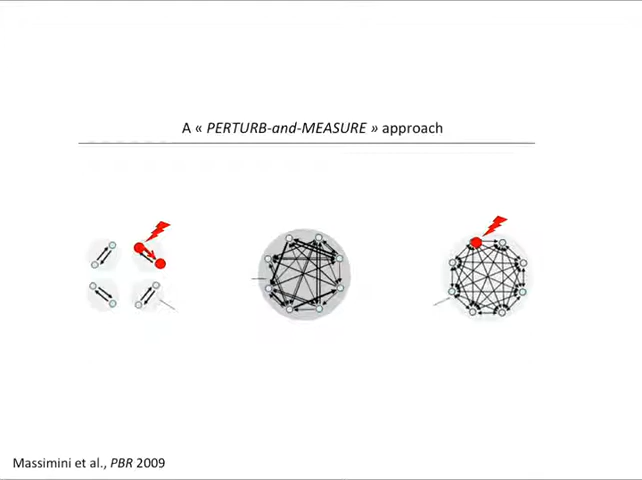 A « PERTURB-and-MEASURE » approach
Massimini et al., PBR 2009